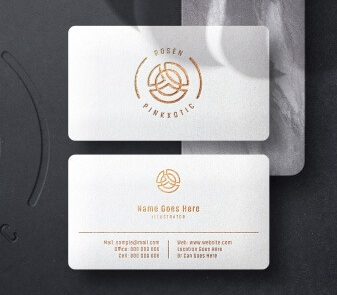 POSÉN
PINKXOTIC
Name Goes Here
ILLUSTRATOR
Mail: sample@mail.com
Office: 000 000 000
Cell: 000 000 000
Web: www.website.com
Location Goes Here
Or Can Goes Here